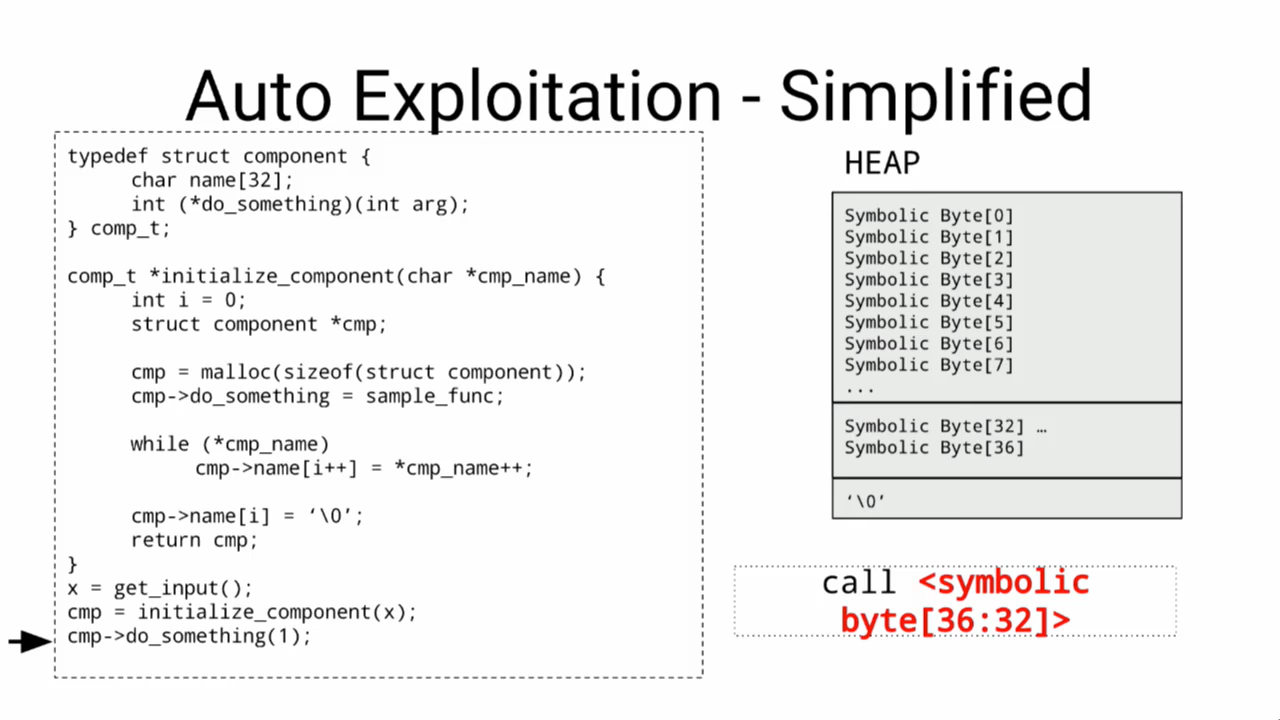 Auto Exploitation - Simplified
typedef struct component {
char name[32];
int (*do_something)(int arg);
} comp_t;
comp_t *initialize_component(char *cmp_name) {
int i = 0;
struct component *cmp;
cmp = malloc(sizeof(struct component));
cmp->do_something = sample_func;
while (*cmp_name)
cmp->name[i++] = *cmp_name++;
cmp->name[i] = ‘\0’;
return cmp;
}
x = get_input();
cmp = initialize_component(x);
cmp->do_something(1);
HEAP
Symbolic Byte[0]
Symbolic Byte[1]
Symbolic Byte[2]
Symbolic Byte[3]
Symbolic Byte[4]
Symbolic Byte[5]
Symbolic Byte[6]
Symbolic Byte[7]
...
Symbolic Byte[32] …
Symbolic Byte[36]
‘\0’
call <symbolic
byte[36:32]>